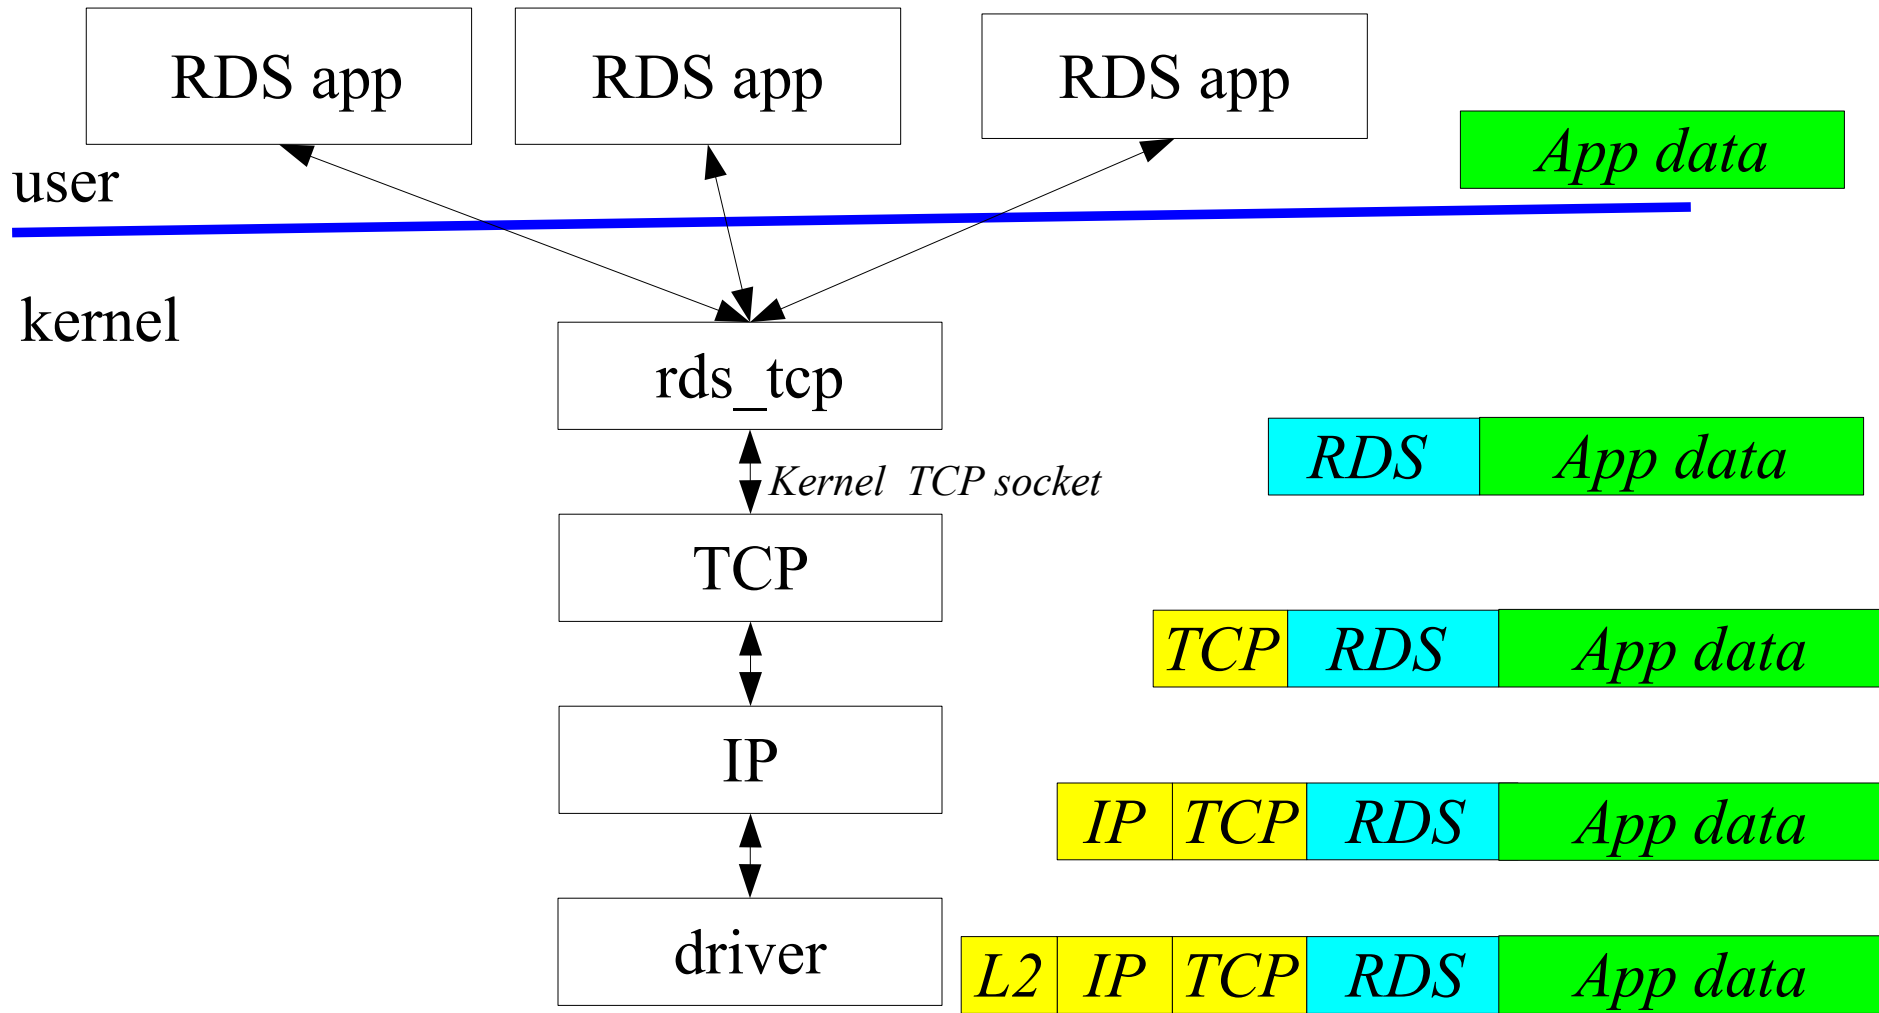 RDS app RDS app RDS app
App data
user
kernel
rds_tcp
RDS App data
Kernel TCP socket
TCP
TCP RDS App data
IP
IP TCP RDS App data
driver
L2 IP TCP RDS App data